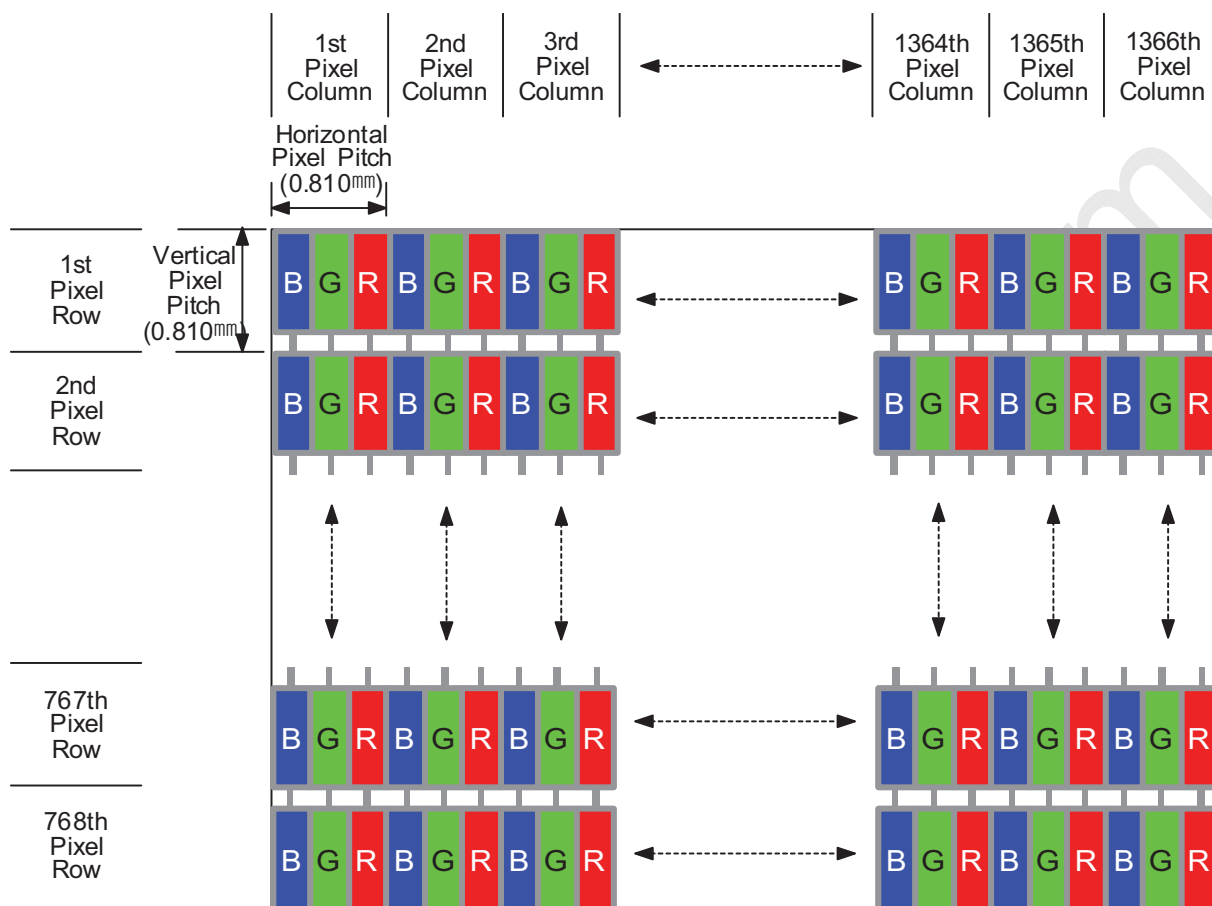 1st
Pixel
Column
2nd
Pixel
Column
3rd
Pixel
Column
1364th
Pixel
Column
1365th
Pixel
Column
1366th
Pixel
Column
Horizontal
Pixel Pitch
(0.810㎜)
Vertical
Pixel
Pitch
(0.810㎜)
1st
Pixel
Row
B G R B G R B G R B G R B G R B G R
2nd
Pixel
Row
B G R B G R B G R B G R B G R B G R
767th
Pixel
Row
B G R B G R B G R B G R B G R B G R
768th
Pixel
Row
B G R B G R B G R B G R B G R B G R
m